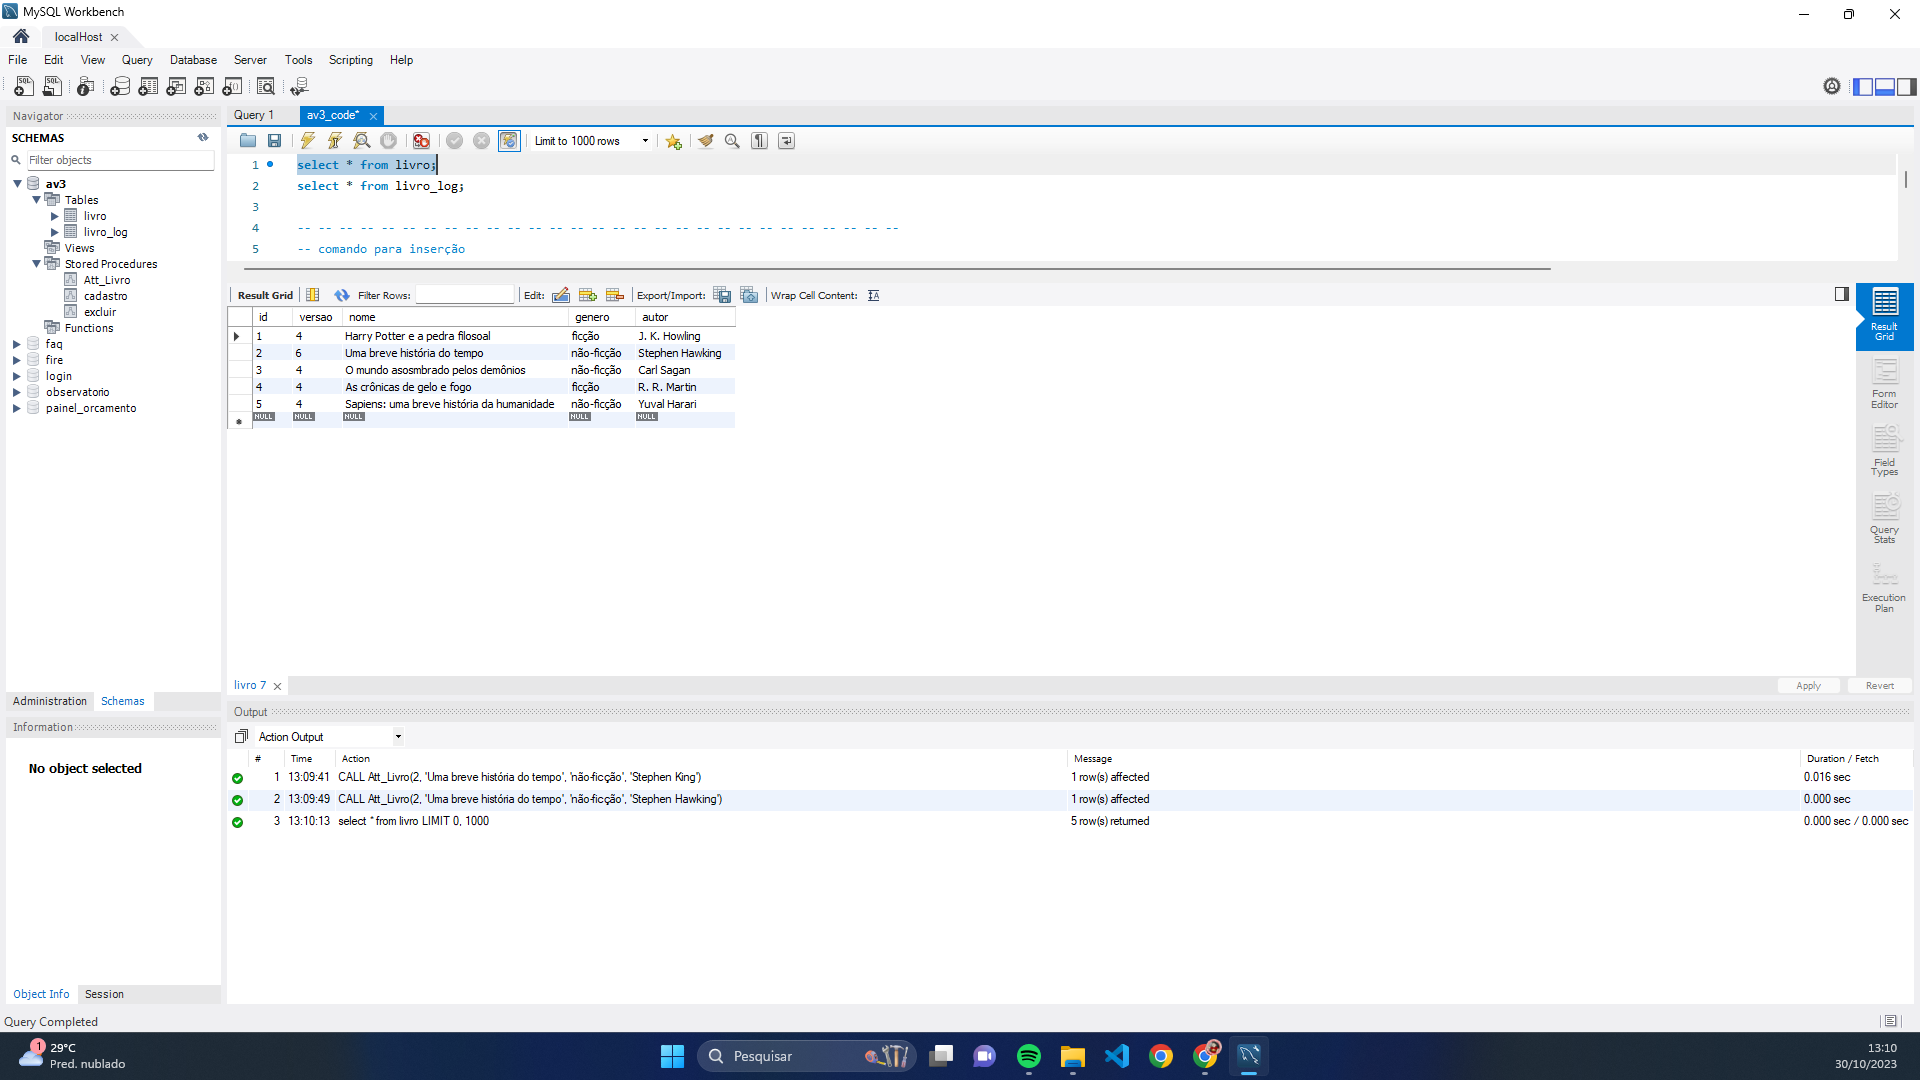 MySQL Workbench
localHost
File Edit View Query Database Server Tools Scripting Help
Navigator
SCHEMAS
Filter objects
av3
Tables
livro
livro_log
Views
Stored Procedures
Att_Livro
cadastro
excluir
Functions
faq
fire
login
observatorio
painel_orcamento
Administration Schemas
Information
No object selected
Object Info Session
Query 1 av3_code*
Limit to 1000 rows
1 select * from livro;
2 select * from livro_log;
3
4 -- -- -- -- -- -- -- -- -- -- -- -- -- -- -- -- -- -- -- -- -- -- -- -- -- -- -- -- --
5 -- comando para inserção
Result Grid Filter Rows: Edit: Export/Import: Wrap Cell Content:
id versao nome genero autor
1 4 Harry Potter e a pedra filosoal ficção J. K. Howling
2 6 Uma breve história do tempo não-ficção Stephen Hawking
3 4 O mundo asosmbrado pelos demônios não-ficção Carl Sagan
4 4 As crônicas de gelo e fogo ficção R. R. Martin
5 4 Sapiens: uma breve história da humanidade não-ficção Yuval Harari
NULL NULL NULL NULL NULL
Result
Grid
Form
Editor
Field
Types
Query
Stats
Execution
Plan
livro 7
Apply Revert
Output
Action Output
# Time Action Message Duration / Fetch
1 13:09:41 CALL Att_Livro(2, 'Uma breve história do tempo', 'não-ficção', 'Stephen King') 1 row(s) affected 0.016 sec
2 13:09:49 CALL Att_Livro(2, 'Uma breve história do tempo', 'não-ficção', 'Stephen Hawking') 1 row(s) affected 0.000 sec
3 13:10:13 select * from livro LIMIT 0, 1000 5 row(s) returned 0.000 sec / 0.000 sec
Query Completed
1
29°C
Pred. nublado
Pesquisar
13:10
30/10/2023